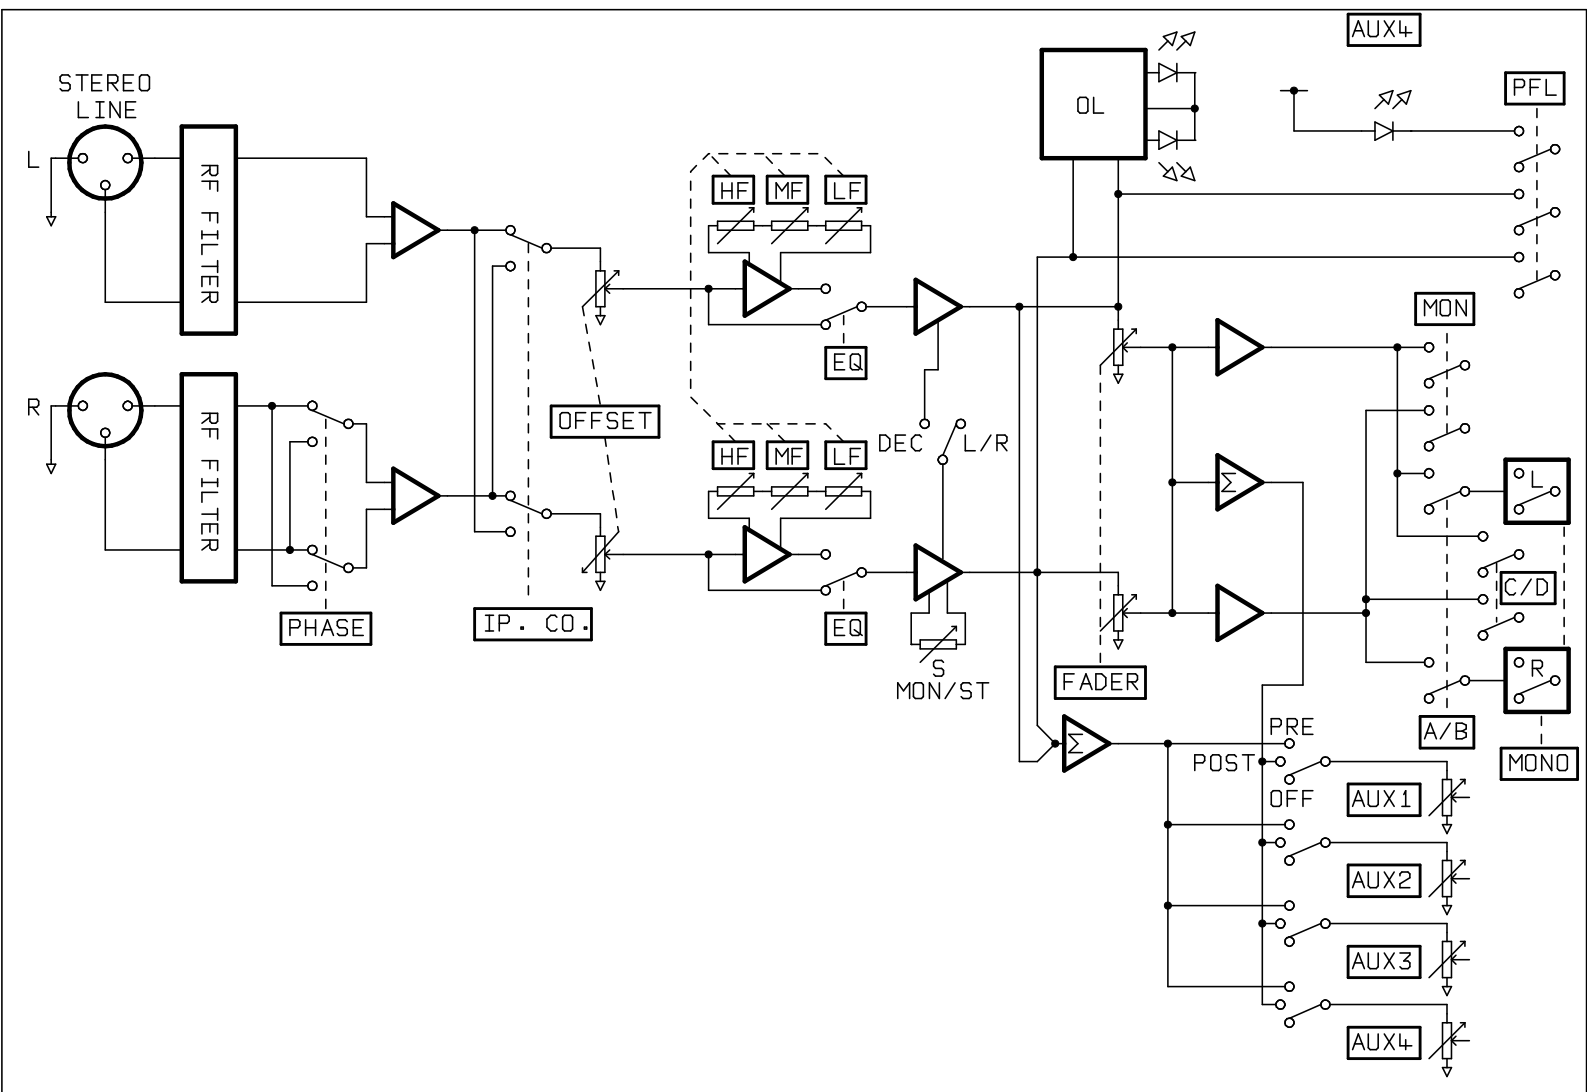 AUX4
STEREO
LINE
PFL
OL
L
RF FILTER
HF MF LF
MON
EQ
R
RF FILTER
OFFSET
DEC L/R
HF MF LF
Σ
L
C/D
PHASE
IP. CO.
EQ
S
MON/ST
FADER
R
A/B
PRE
Σ
POST
MONO
OFF
AUX1
AUX2
AUX3
AUX4